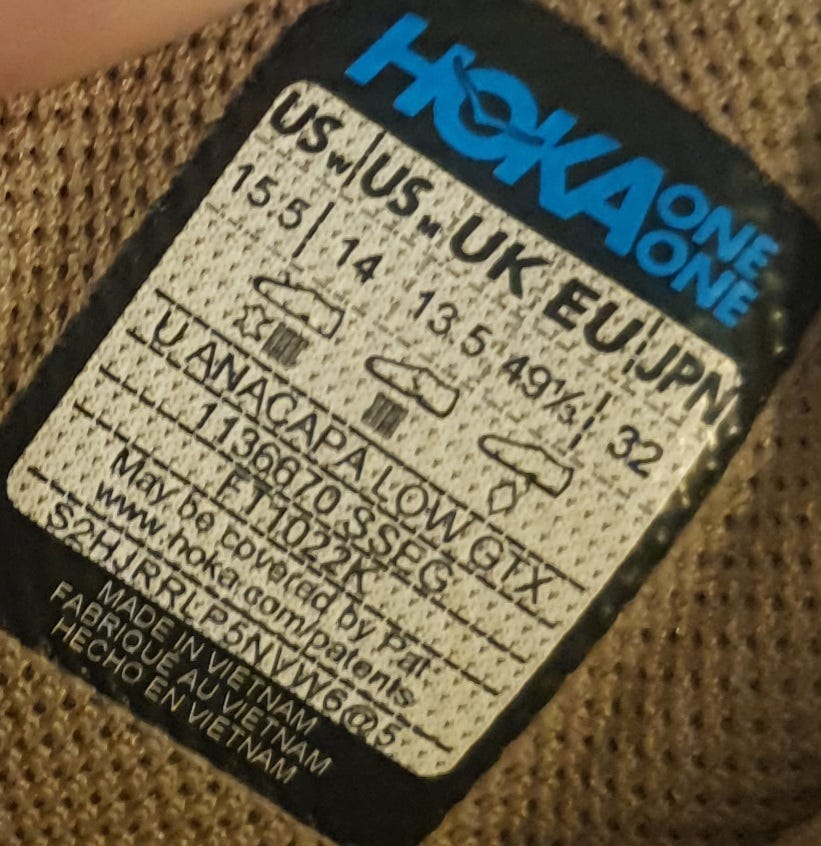 HOKA ONE ONE
USw USM UK EU JPN
15.5 14 13.5 49⅓ 32
U ANACAPA LOW GTX
1136670 SSEG
FT1022K
May be covered by Pat.
www.hoka.com/patents
S2HJRRLP5NVW6@5
MADE IN VIETNAM
FABRIQUÉ AU VIETNAM
HECHO EN VIETNAM